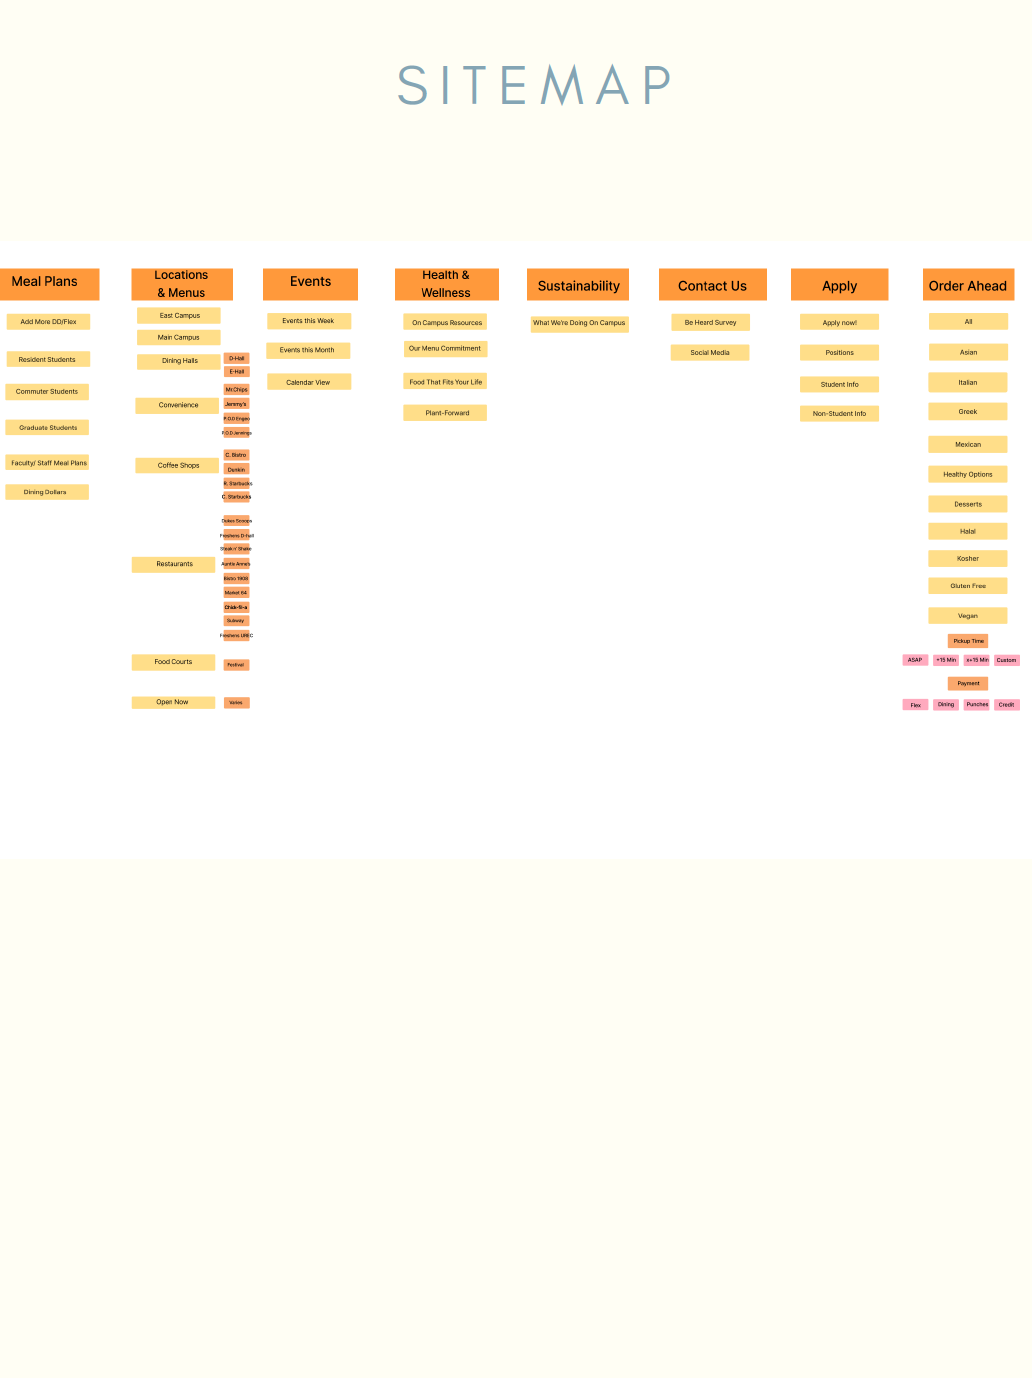 SITEMAP
Meal Plans
Add More DD/Flex
Resident Students
Commuter Students
Graduate Students
Faculty/ Staff Meal Plans
Dining Dollars
Locations
& Menus
East Campus
Main Campus
Dining Halls
D-Hall
E-Hall
Convenience
Mr.Chips
Jemmy's
P.O.D Engeo
P.O.D Jennings
Coffee Shops
C. Bistro
Dunkin
R. Starbucks
C. Starbucks
Restaurants
Dukes Scoops
Freshens D-hall
Steak n' Shake
Auntie Anne's
Bistro 1908
Market 64
Chick-fil-a
Subway
Freshens UREC
Food Courts
Festival
Open Now
Varies
Events
Events this Week
Events this Month
Calendar View
Health &
Wellness
On Campus Resources
Our Menu Commitment
Food That Fits Your Life
Plant-Forward
Sustainability
What We're Doing On Campus
Contact Us
Be Heard Survey
Social Media
Apply
Apply now!
Positions
Student Info
Non-Student Info
Order Ahead
All
Asian
Italian
Greek
Mexican
Healthy Options
Desserts
Halal
Kosher
Gluten Free
Vegan
Pickup Time
ASAP
+15 Min
x+15 Min
Custom
Payment
Flex
Dining
Punches
Credit